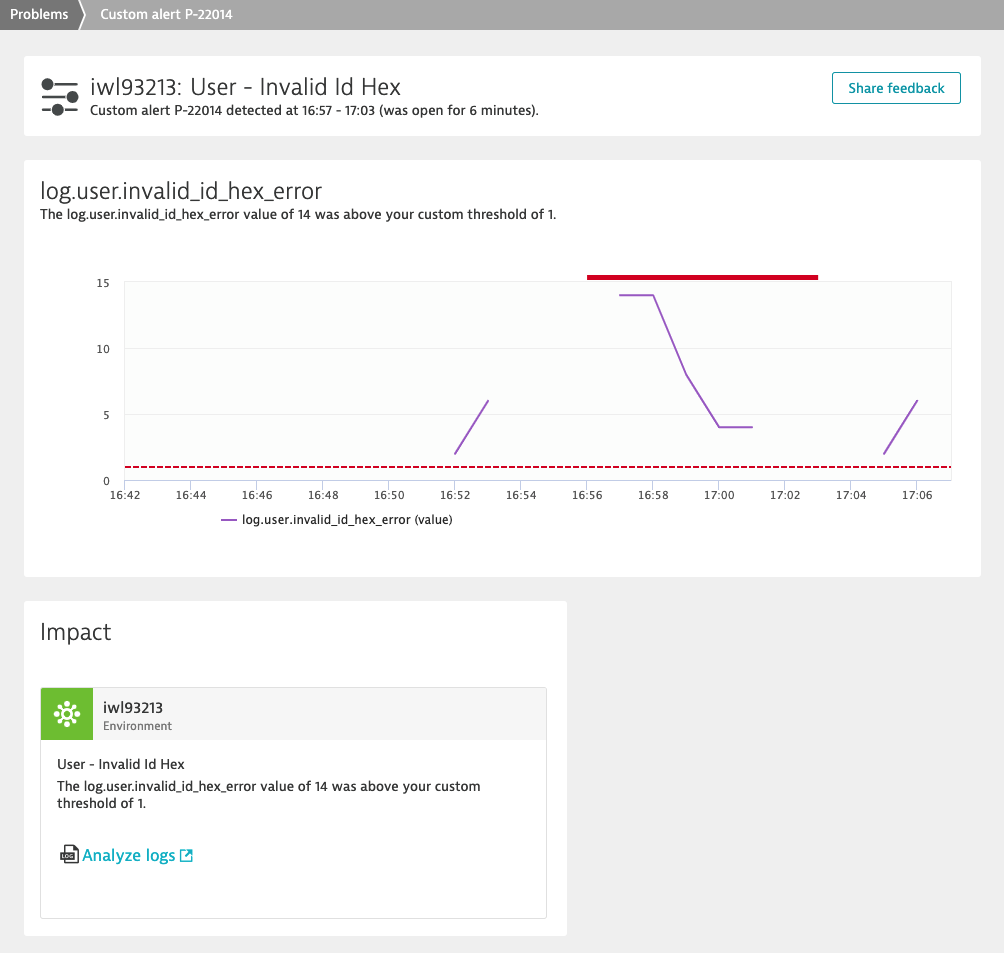 Problems
Custom alert P-22014
iwl93213: User - Invalid Id Hex
Custom alert P-22014 detected at 16:57 - 17:03 (was open for 6 minutes).
Share feedback
log.user.invalid_id_hex_error
The log.user.invalid_id_hex_error value of 14 was above your custom threshold of 1.
15
10
5
0
16:42 16:44 16:46 16:48 16:50 16:52 16:54 16:56 16:58 17:00 17:02 17:04 17:06
log.user.invalid_id_hex_error (value)
Impact
iwl93213
Environment
User - Invalid Id Hex
The log.user.invalid_id_hex_error value of 14 was above your custom
threshold of 1.
LOG
Analyze logs